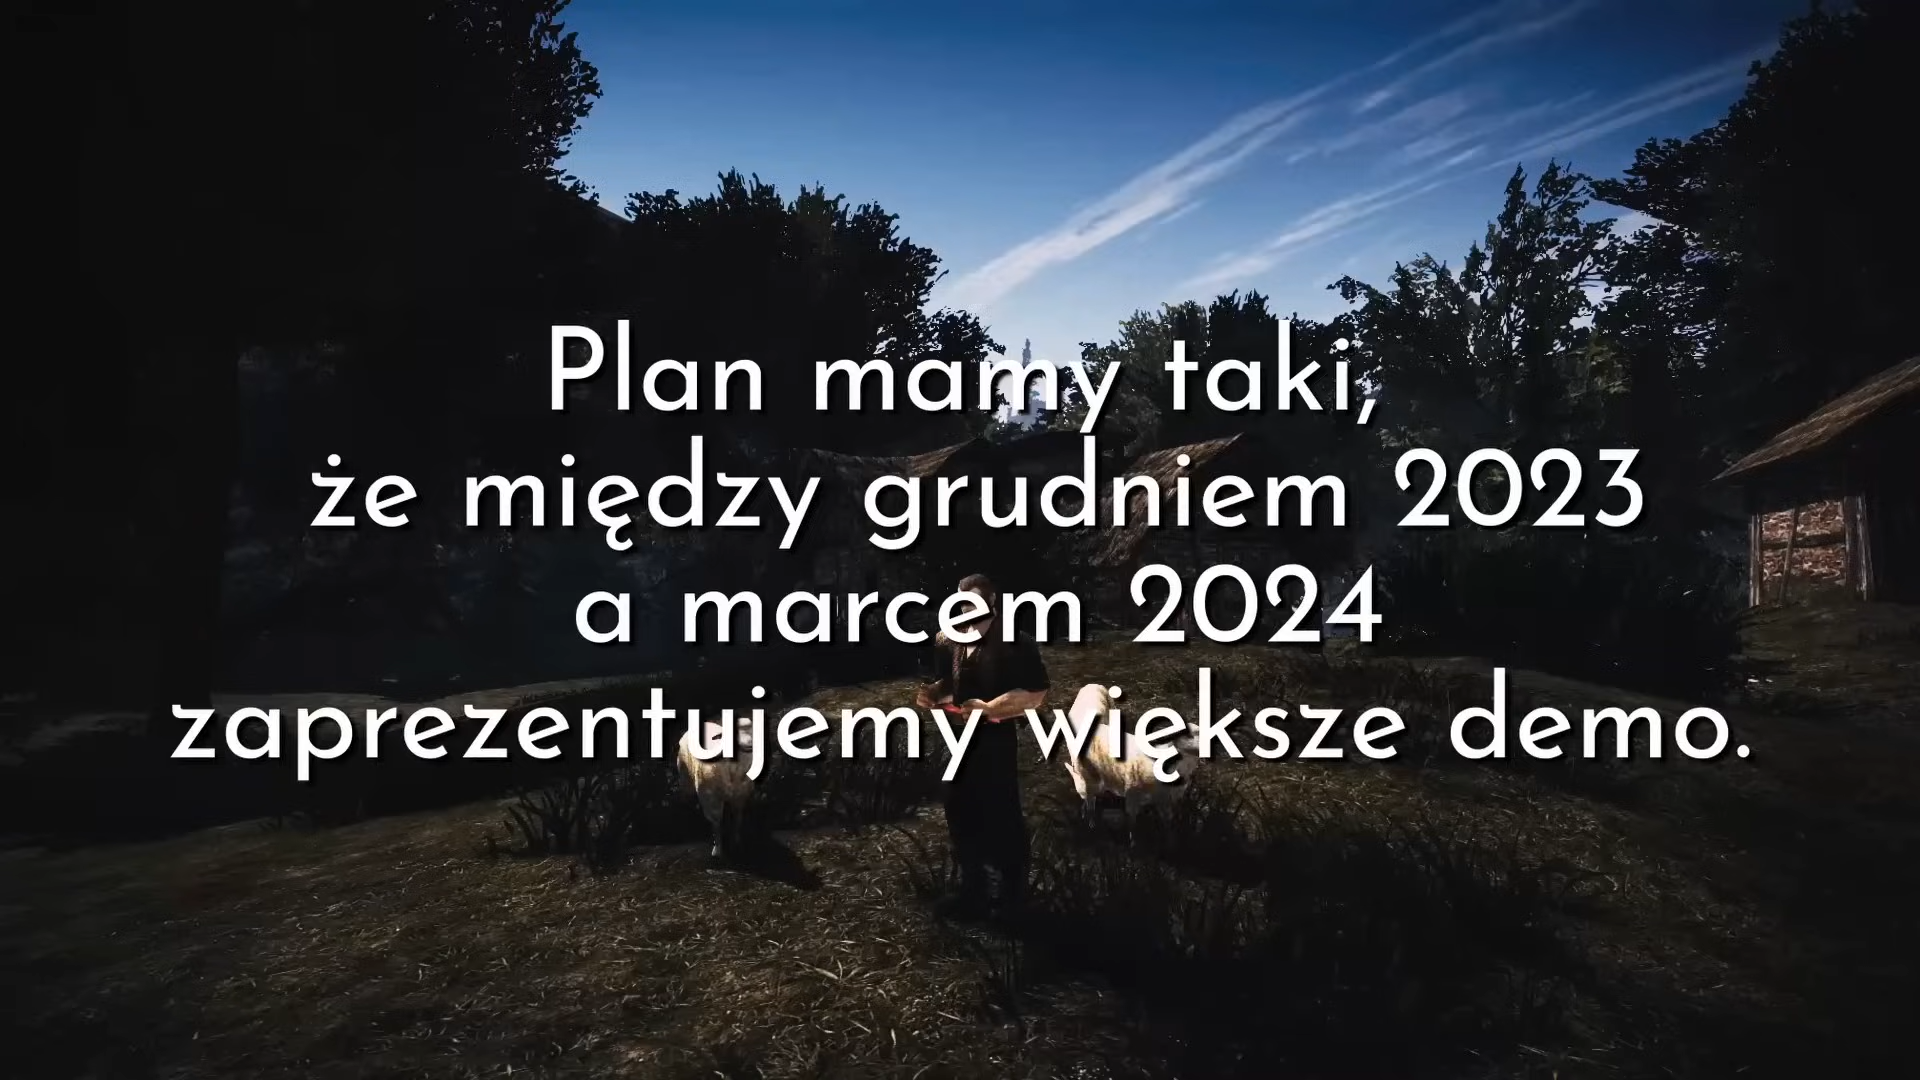 Plan mamy taki,
że między grudniem 2023
a marcem 2024
zaprezentujemy większe demo.